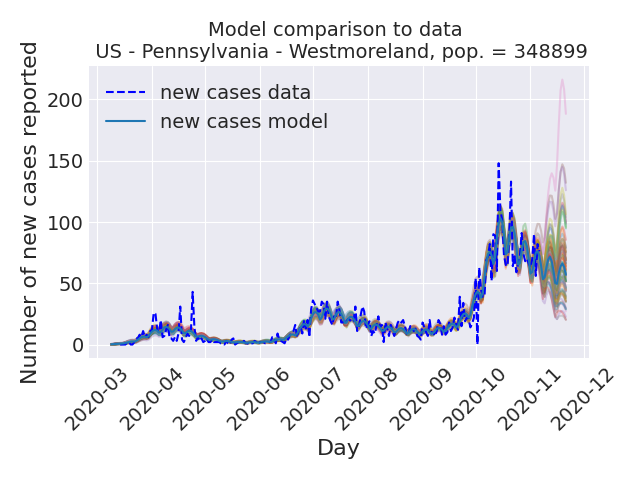 Model comparison to data
US - Pennsylvania - Westmoreland, pop. = 348899
Number of new cases reported
200
150
100
50
0
new cases data
new cases model
2020-03
2020-04
2020-05
2020-06
2020-07
2020-08
2020-09
2020-10
2020-11
2020-12
Day